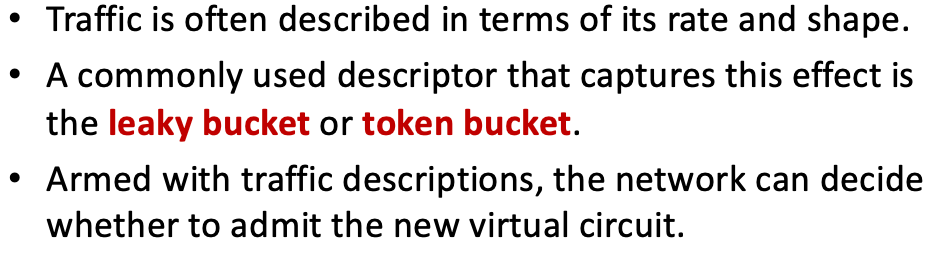 • Traffic is often described in terms of its rate and shape.
• A commonly used descriptor that captures this effect is
the leaky bucket or token bucket.
• Armed with traffic descriptions, the network can decide
whether to admit the new virtual circuit.